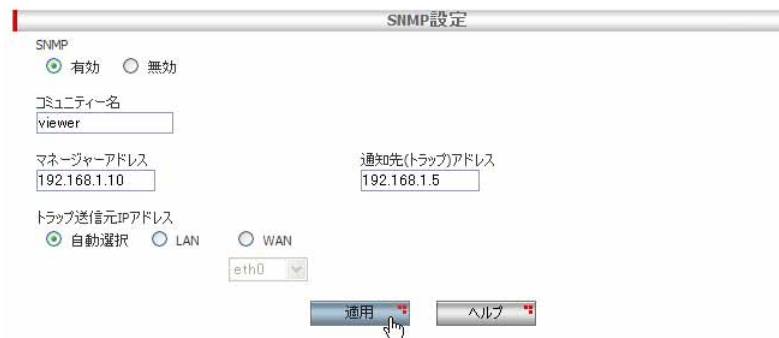 SNMP設定
SNMP
有効 無効
コミュニティー名
viewer
マネージャーアドレス 通知先(トラップ)アドレス
192.168.1.10 192.168.1.5
トラップ送信元IPアドレス
自動選択 LAN WAN
eth0
適用 ヘルプ